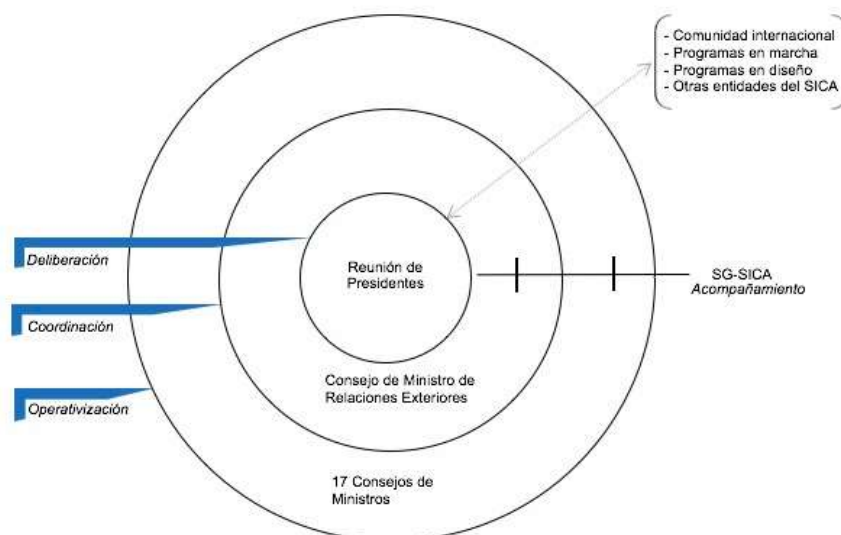 - Comunidad internacional
- Programas en marcha
- Programas en diseño
- Otras entidades del SICA
Deliberación
Reunión de
Presidentes
SG-SICA
Acompañamiento
Coordinación
Consejo de Ministro de
Relaciones Exteriores
Operativización
17 Consejos de
Ministros